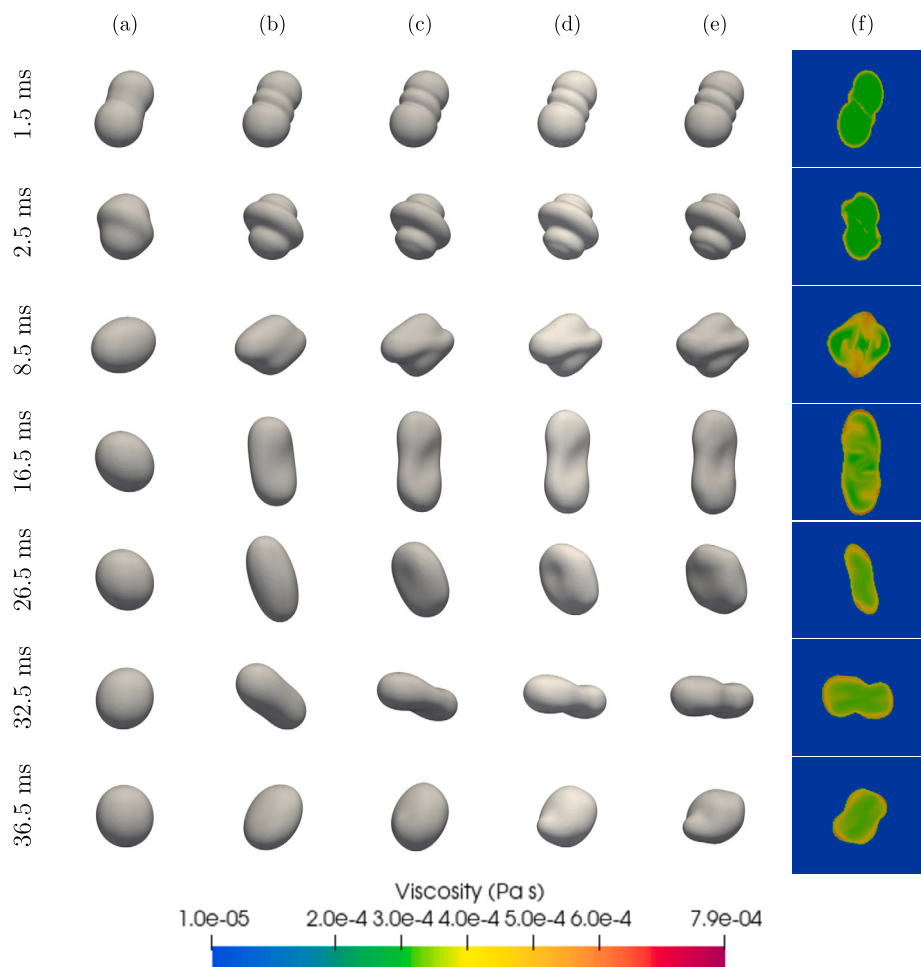 (a) (b) (c) (d) (e) (f)
1.5 ms
2.5 ms
8.5 ms
16.5 ms
26.5 ms
32.5 ms
36.5 ms
Viscosity (Pa s)
1.0e-05 2.0e-4 3.0e-4 4.0e-4 5.0e-4 6.0e-4 7.9e-04